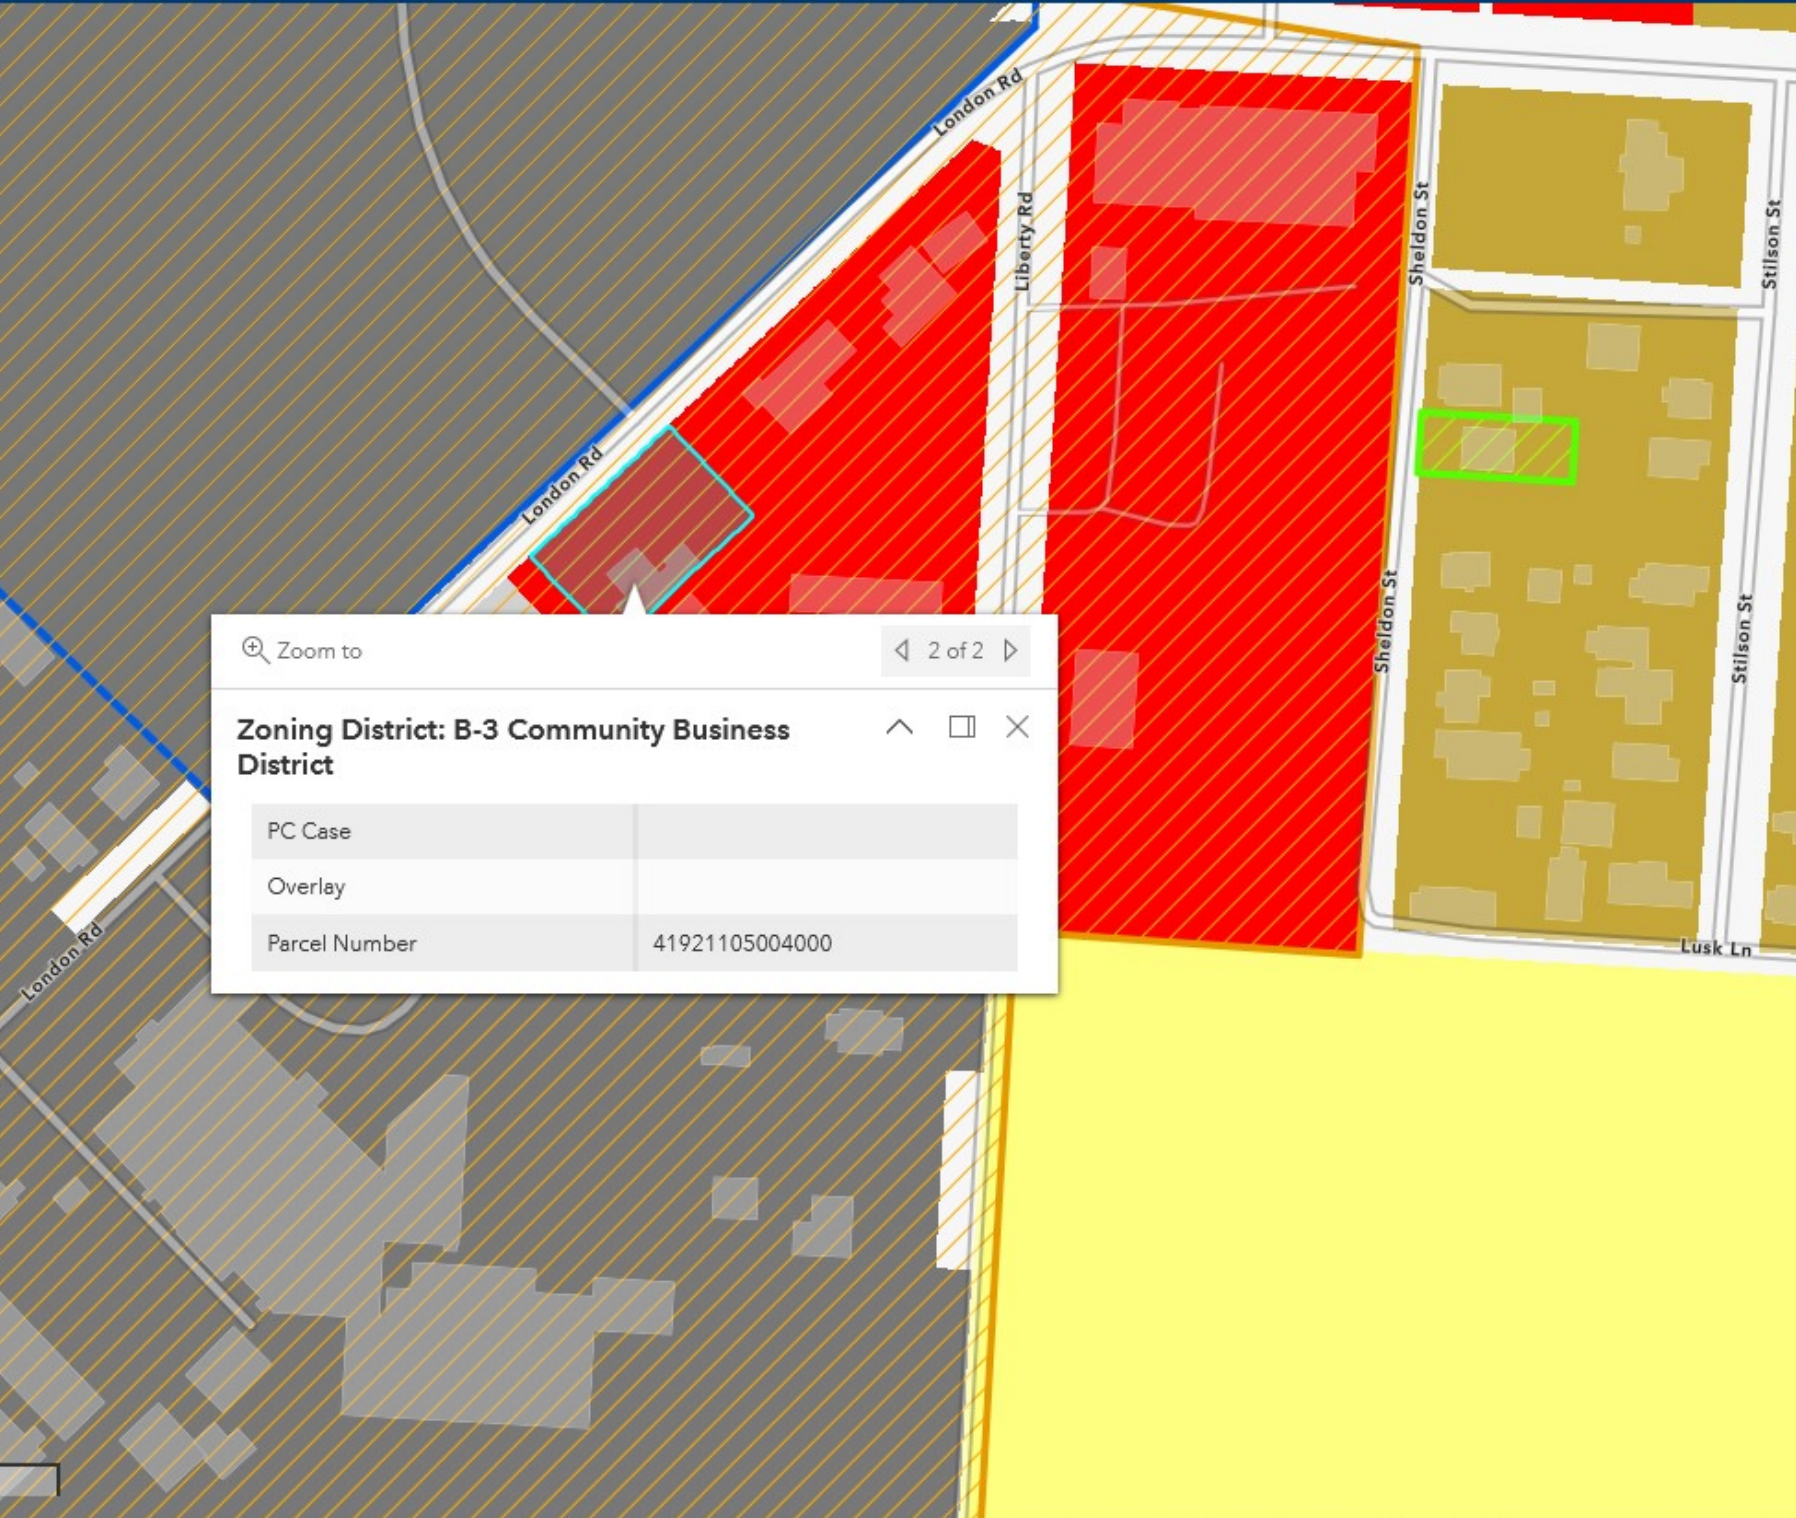 London Rd
Liberty Rd
Sheldon St
Stilson St
London Rd
Sheldon St
Stilson St
Zoom to
2 of 2
Zoning District: B-3 Community Business
District
PC Case
Overlay
Parcel Number 41921105004000
London Rd
Lusk Ln